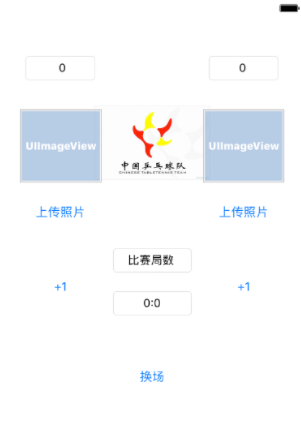 0
0
UIImageView
UIImageView
中国乒乓球队
CHINESE TABLETENNIS TEAM
上传照片
上传照片
比赛局数
+1
+1
0:0
换场